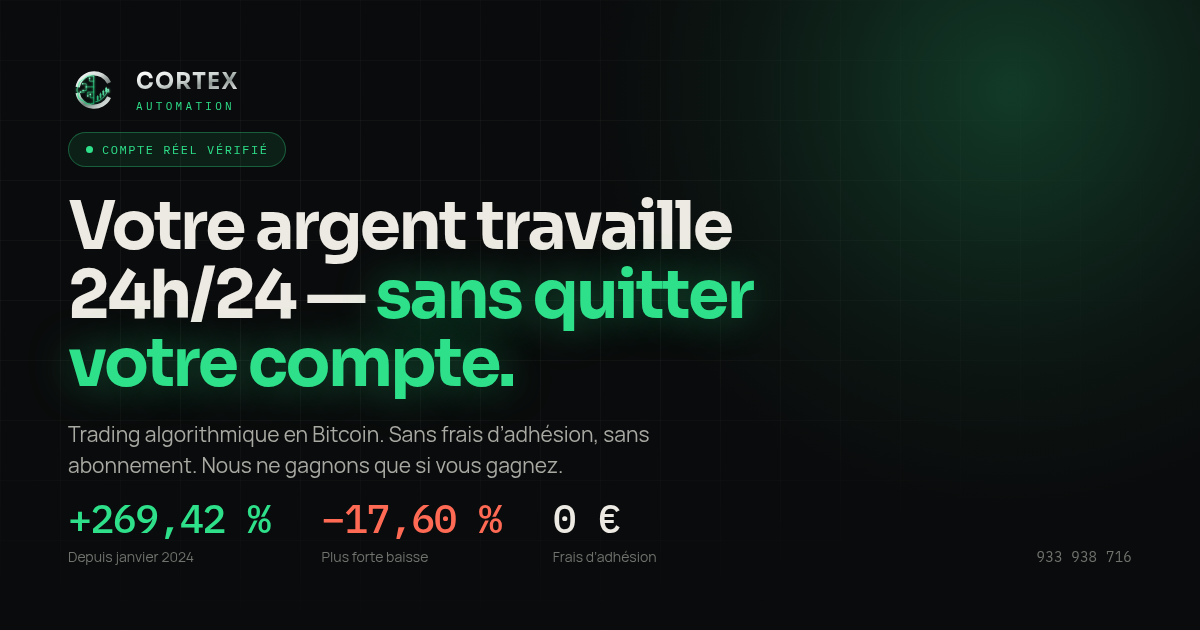 CORTEX
AUTOMATION
COMPTE RÉEL VÉRIFIÉ
Votre argent travaille
24h/24 — sans quitter
votre compte.
Trading algorithmique en Bitcoin. Sans frais d’adhésion, sans
abonnement. Nous ne gagnons que si vous gagnez.
+269,42 % −17,60 % 0 €
Depuis janvier 2024 Plus forte baisse Frais d’adhésion 933 938 716